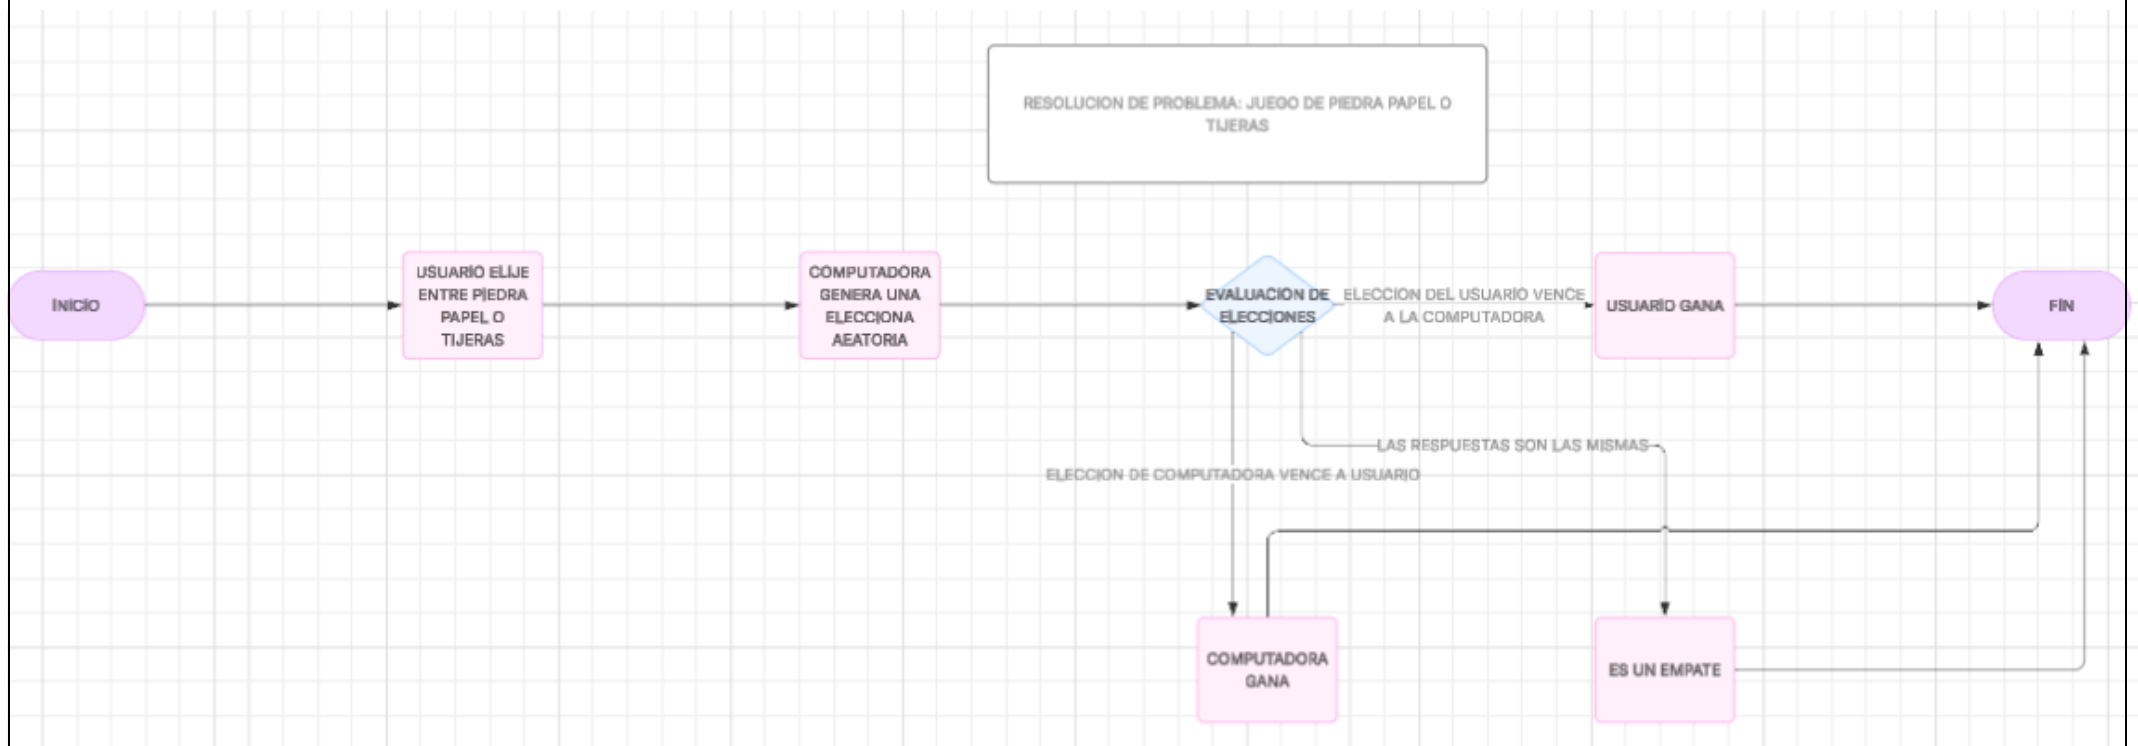 RESOLUCION DE PROBLEMA: JUEGO DE PIEDRA PAPEL O
TIJERAS
INICIO
USUARIO ELIJE
ENTRE PIEDRA
PAPEL O
TIJERAS
COMPUTADORA
GENERA UNA
ELECCIONA
AEATORIA
EVALUACION DE
ELECCIONES
ELECCION DEL USUARIO VENCE
A LA COMPUTADORA
USUARIO GANA
FIN
LAS RESPUESTAS SON LAS MISMAS
ELECCION DE COMPUTADORA VENCE A USUARIO
COMPUTADORA
GANA
ES UN EMPATE